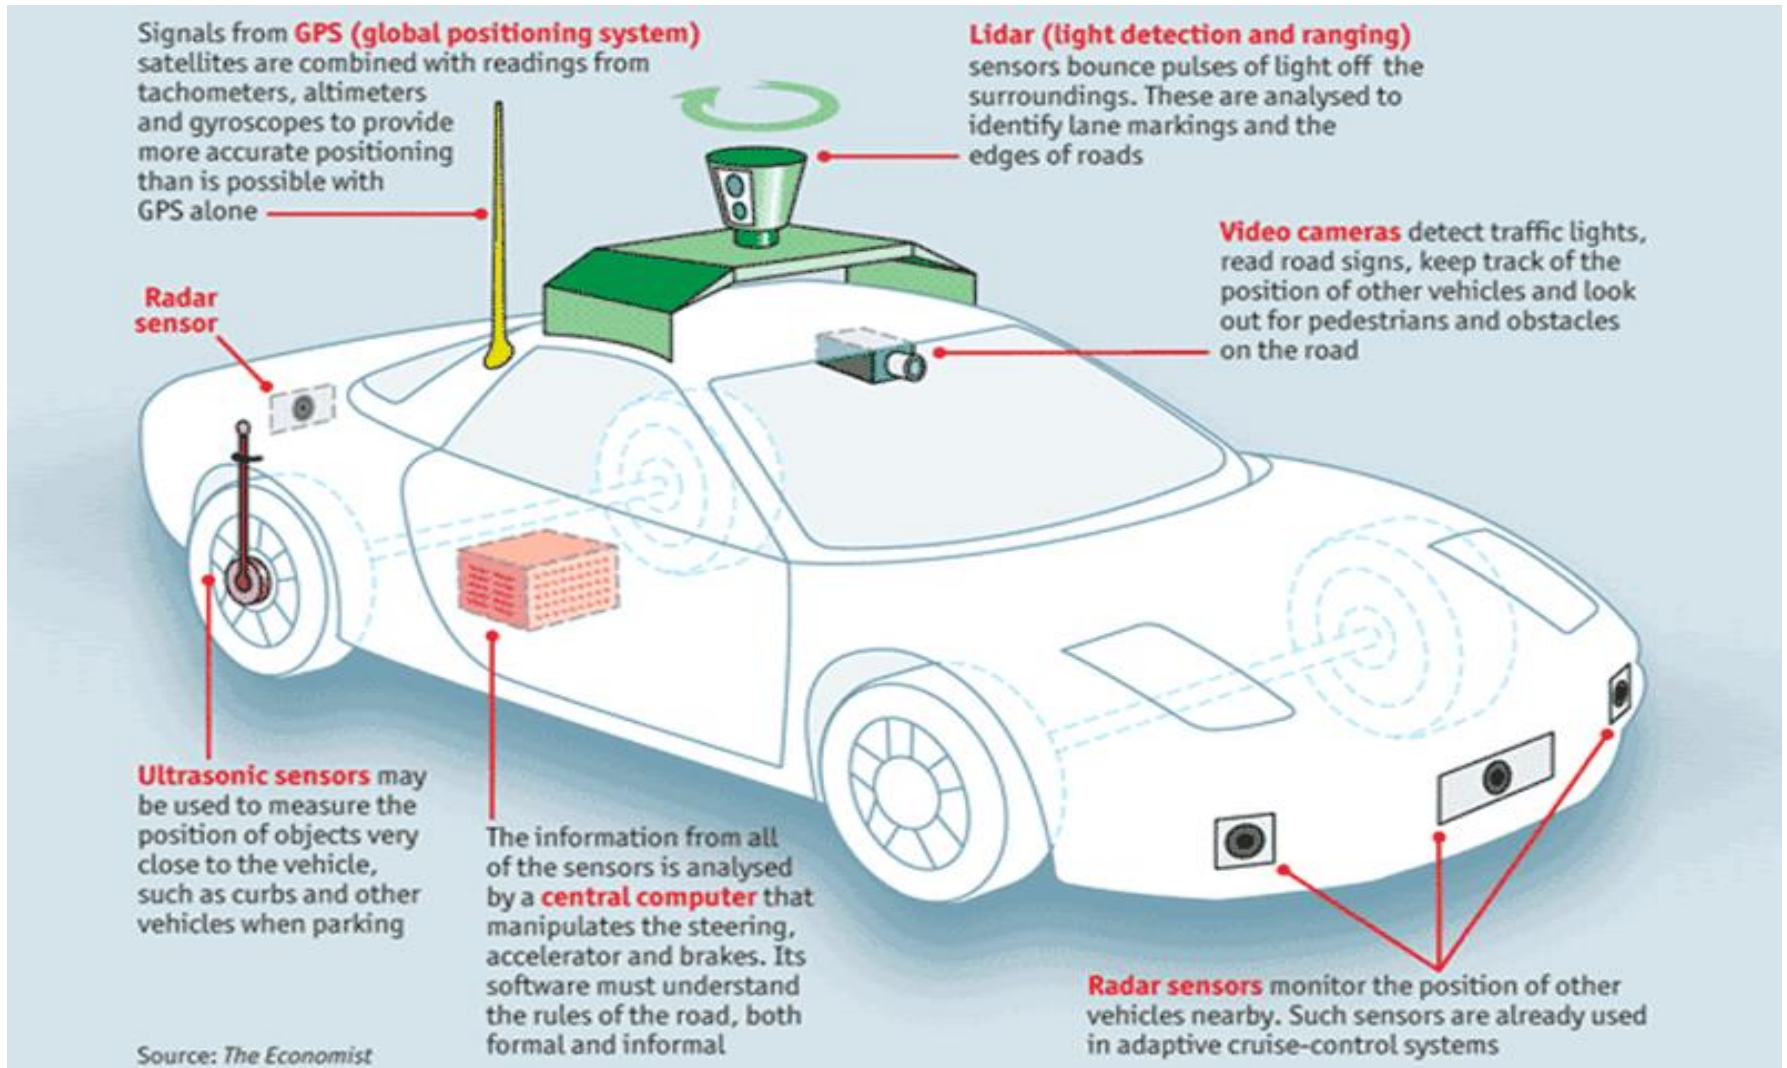 Signals from GPS (global positioning system)
satellites are combined with readings from
tachometers, altimeters
and gyroscopes to provide
more accurate positioning
than is possible with
GPS alone
Lidar (light detection and ranging)
sensors bounce pulses of light off the
surroundings. These are analysed to
identify lane markings and the
edges of roads
Video cameras detect traffic lights,
read road signs, keep track of the
position of other vehicles and look
out for pedestrians and obstacles
on the road
Radar
sensor
Ultrasonic sensors may
be used to measure the
position of objects very
close to the vehicle,
such as curbs and other
vehicles when parking
The information from all
of the sensors is analysed
by a central computer that
manipulates the steering,
accelerator and brakes. Its
software must understand
the rules of the road, both
formal and informal
Radar sensors monitor the position of other
vehicles nearby. Such sensors are already used
in adaptive cruise-control systems
Source: The Economist